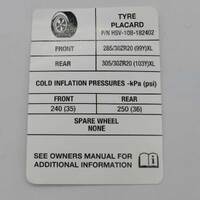 TYRE
PLACARD
P/N HSV-10B-182402
FRONT 285/30ZR20 (99Y)XL
REAR 305/30ZR20 (103Y)XL
COLD INFLATION PRESSURES -kPa (psi)
FRONT REAR
240 (35) 250 (36)
SPARE WHEEL
NONE
SEE OWNERS MANUAL FOR
ADDITIONAL INFORMATION